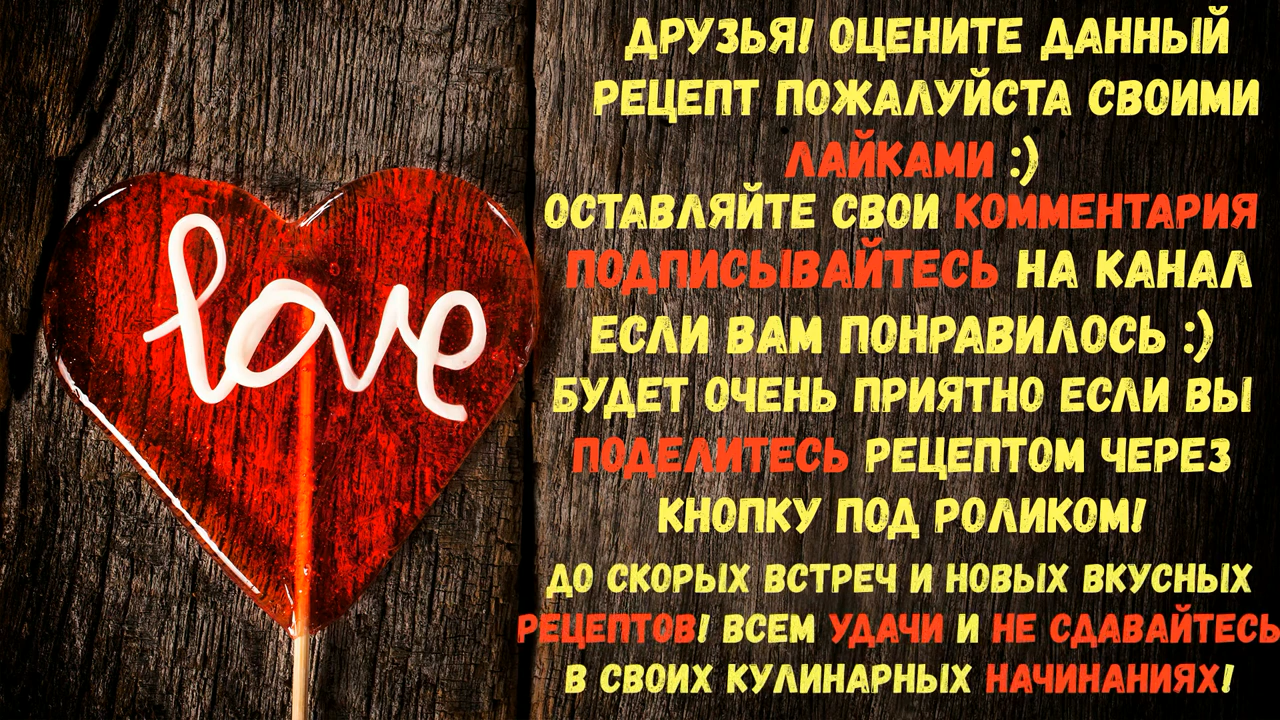 love
ДРУЗЬЯ! ОЦЕНИТЕ ДАННЫЙ
РЕЦЕПТ ПОЖАЛУЙСТА СВОИМИ
ЛАЙКАМИ :)
ОСТАВЛЯЙТЕ СВОИ КОММЕНТАРИЯ
ПОДПИСЫВАЙТЕСЬ НА КАНАЛ
ЕСЛИ ВАМ ПОНРАВИЛОСЬ :)
БУДЕТ ОЧЕНЬ ПРИЯТНО ЕСЛИ ВЫ
ПОДЕЛИТЕСЬ РЕЦЕПТОМ ЧЕРЕЗ
КНОПКУ ПОД РОЛИКОМ!
ДО СКОРЫХ ВСТРЕЧ И НОВЫХ ВКУСНЫХ
РЕЦЕПТОВ! ВСЕМ УДАЧИ И НЕ СДАВАЙТЕСЬ
В СВОИХ КУЛИНАРНЫХ НАЧИНАНИЯХ!